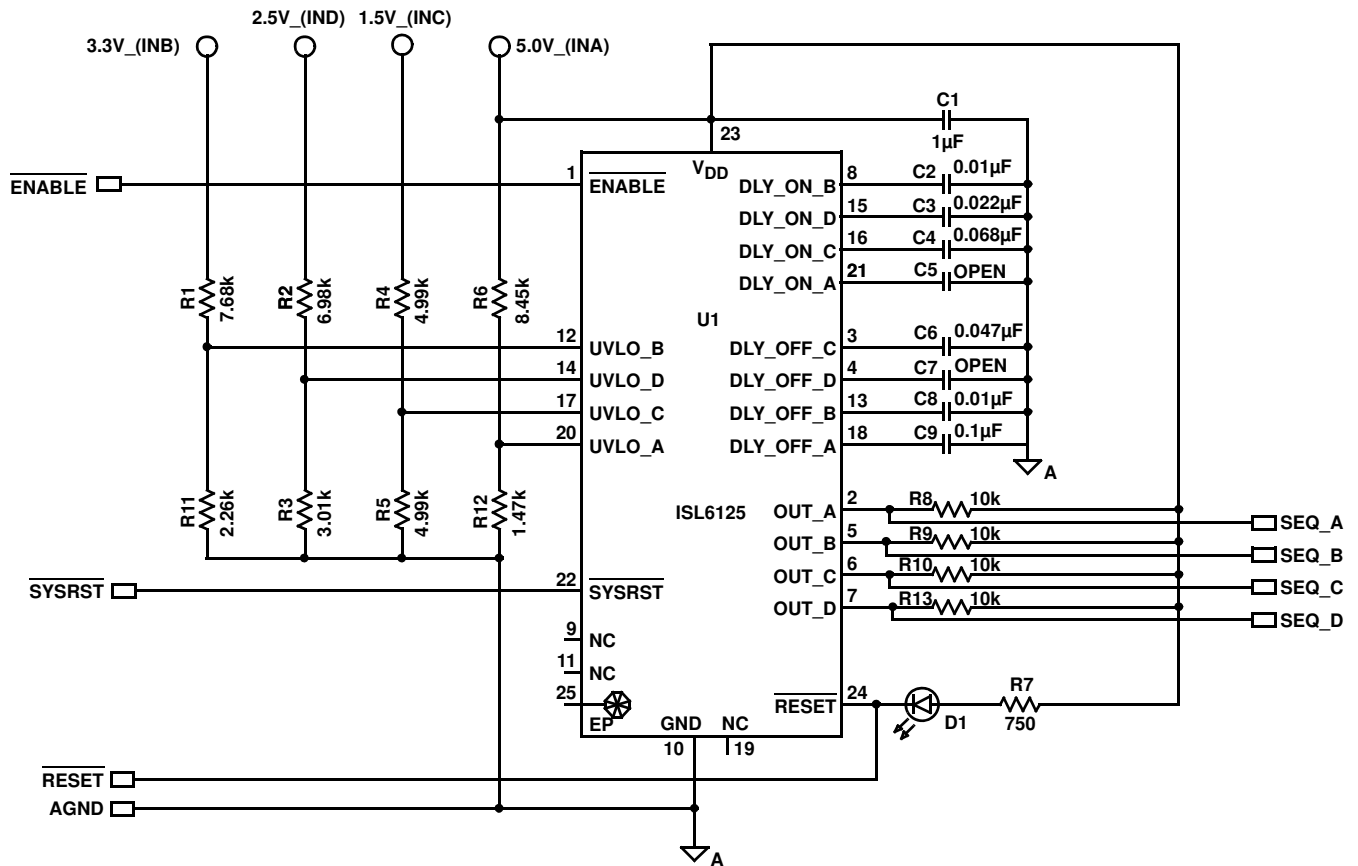 2.5V_(IND) 1.5V_(INC)
3.3V_(INB) 5.0V_(INA)
C1
1µF
23
VDD
ENABLE
1
ENABLE
DLY_ON_B 8 C2 0.01µF
DLY_ON_D 15 C3 0.022µF
DLY_ON_C 16 C4 0.068µF
DLY_ON_A 21 C5 OPEN
R1 7.68k
R2 6.98k
R4 4.99k
R6 8.45k
U1
12 UVLO_B
14 UVLO_D
17 UVLO_C
20 UVLO_A
DLY_OFF_C 3 C6 0.047µF
DLY_OFF_D 4 C7 OPEN
DLY_OFF_B 13 C8 0.01µF
DLY_OFF_A 18 C9 0.1µF
A
R11 2.26k
R3 3.01k
R5 4.99k
R12 1.47k
ISL6125
OUT_A 2 R8 10k SEQ_A
OUT_B 5 R9 10k SEQ_B
OUT_C 6 R10 10k SEQ_C
OUT_D 7 R13 10k SEQ_D
SYSRST 22 SYSRST
9 NC
11 NC
25 EP
RESET 24
D1
R7
750
GND NC
10 19
RESET
AGND
A